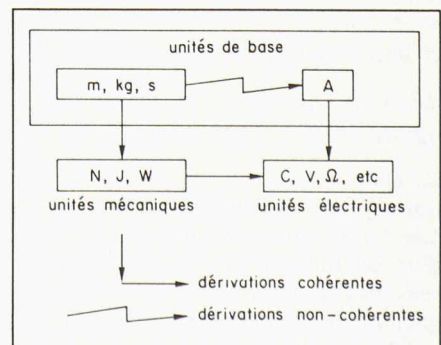 unités de base
m, kg, s
A
N, J, W
C, V, Ω, etc
unités mécaniques
unités électriques
dérivations cohérentes
dérivations non-cohérentes